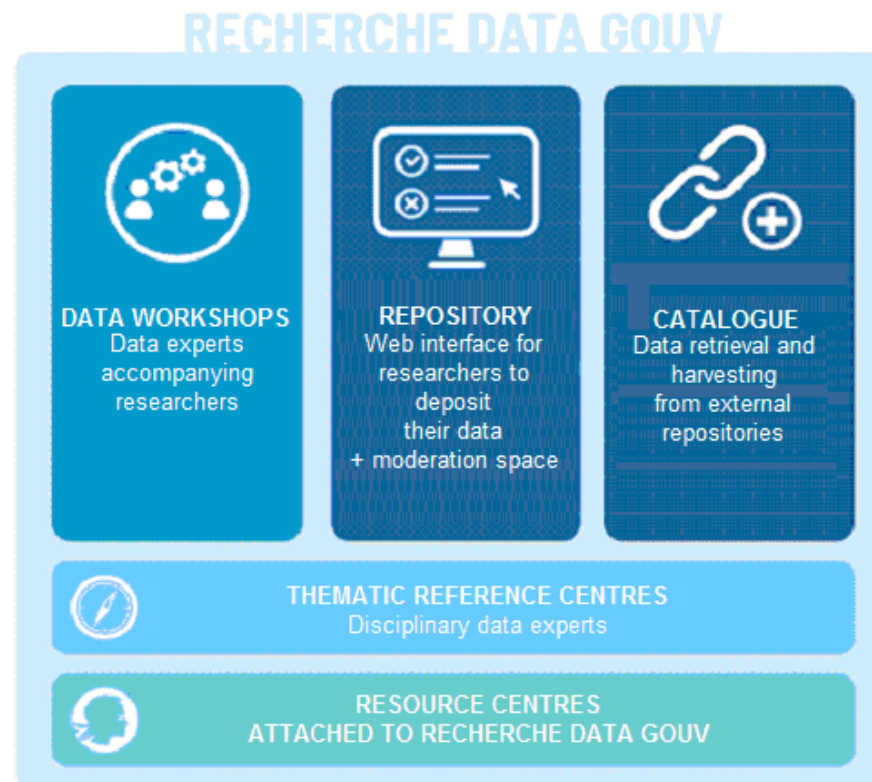 RECHERCHE DATA GOUV
DATA WORKSHOPS
Data experts
accompanying
researchers
REPOSITORY
Web interface for
researchers to
deposit
their data
+ moderation space
CATALOGUE
Data retrieval and
harvesting
from external
repositories
THEMATIC REFERENCE CENTRES
Disciplinary data experts
RESOURCE CENTRES
ATTACHED TO RECHERCHE DATA GOUV